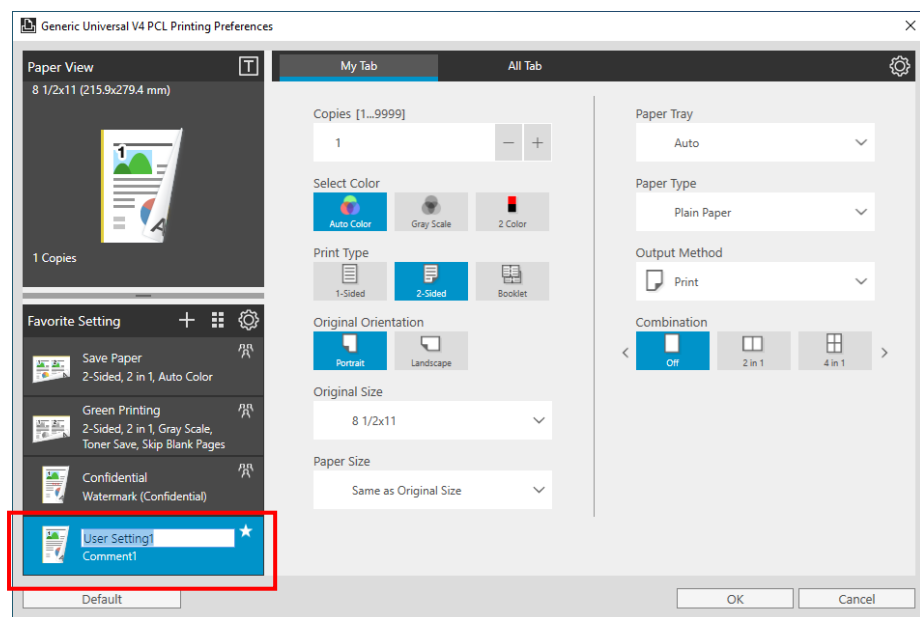 Generic Universal V4 PCL Printing Preferences
Paper View
T
8 1/2x11 (215.9x279.4 mm)
1
A
1 Copies
Favorite Setting
Save Paper
2-Sided, 2 in 1, Auto Color
Green Printing
2-Sided, 2 in 1, Gray Scale,
Toner Save, Skip Blank Pages
Confidential
Watermark (Confidential)
User Setting1
Comment1
Default
My Tab
All Tab
Copies [1...9999]
1
Select Color
Auto Color
Gray Scale
2 Color
Print Type
1-Sided
2-Sided
Booklet
Original Orientation
Portrait
Landscape
Original Size
8 1/2x11
Paper Size
Same as Original Size
Paper Tray
Auto
Paper Type
Plain Paper
Output Method
Print
Combination
Off
2 in 1
4 in 1
OK
Cancel